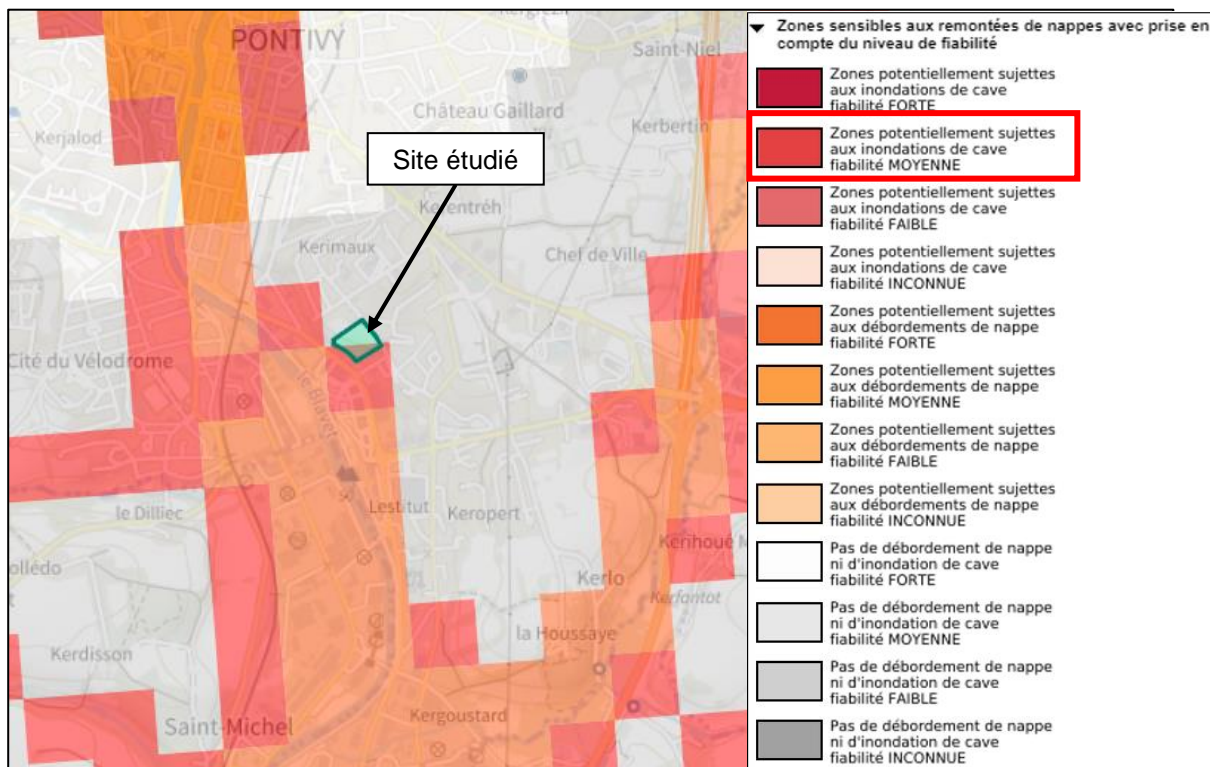 PONTIVY
Saint-Niel
Château Gaillard
Kerjalod
Kerbertin
Site étudié
Kerimaux
Chef de Ville
Cité du Vélodrome
le Blavet
le Dilliec
Lestitut
Keropert
Kerlo
Kerfantot
la Houssaye
Kerdisson
Saint-Michel
Kergoustard
Zones sensibles aux remontées de nappes avec prise en
compte du niveau de fiabilité
Zones potentiellement sujettes
aux inondations de cave
fiabilité FORTE
Zones potentiellement sujettes
aux inondations de cave
fiabilité MOYENNE
Zones potentiellement sujettes
aux inondations de cave
fiabilité FAIBLE
Zones potentiellement sujettes
aux inondations de cave
fiabilité INCONNUE
Zones potentiellement sujettes
aux débordements de nappe
fiabilité FORTE
Zones potentiellement sujettes
aux débordements de nappe
fiabilité MOYENNE
Zones potentiellement sujettes
aux débordements de nappe
fiabilité FAIBLE
Zones potentiellement sujettes
aux débordements de nappe
fiabilité INCONNUE
Pas de débordement de nappe
ni d'inondation de cave
fiabilité FORTE
Pas de débordement de nappe
ni d'inondation de cave
fiabilité MOYENNE
Pas de débordement de nappe
ni d'inondation de cave
fiabilité FAIBLE
Pas de débordement de nappe
ni d'inondation de cave
fiabilité INCONNUE